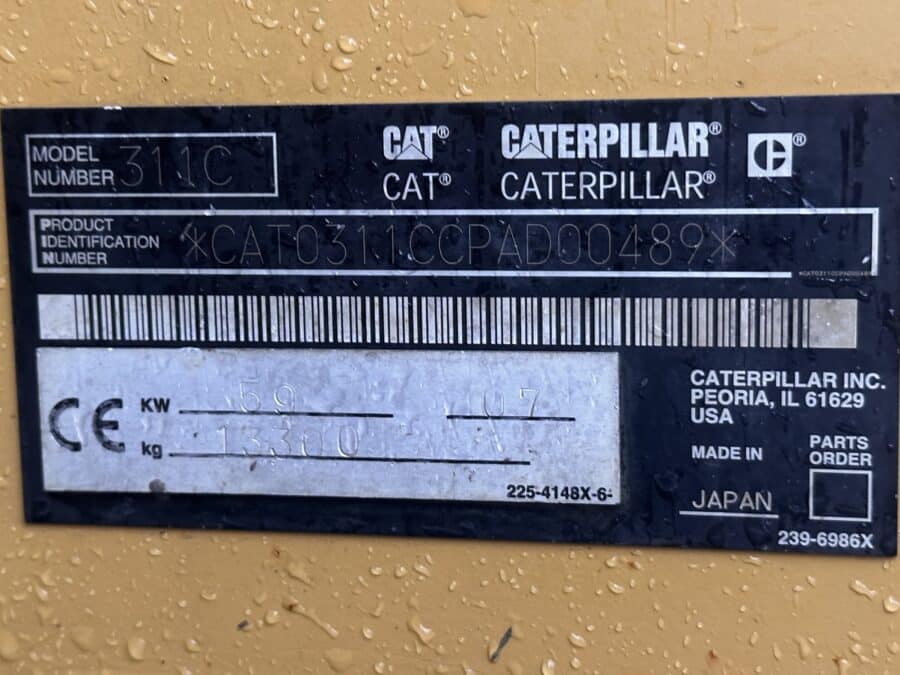 MODEL NUMBER 311C
CAT® CATERPILLAR® C®
CAT® CATERPILLAR®
PRODUCT IDENTIFICATION NUMBER *CAT0311CCPAD00489*
*CAT0311CCPAD00489*
CE KW 59 07
kg 13300
225-4148X-6-
CATERPILLAR INC.
PEORIA, IL 61629
USA
MADE IN JAPAN
PARTS ORDER
239-6986X